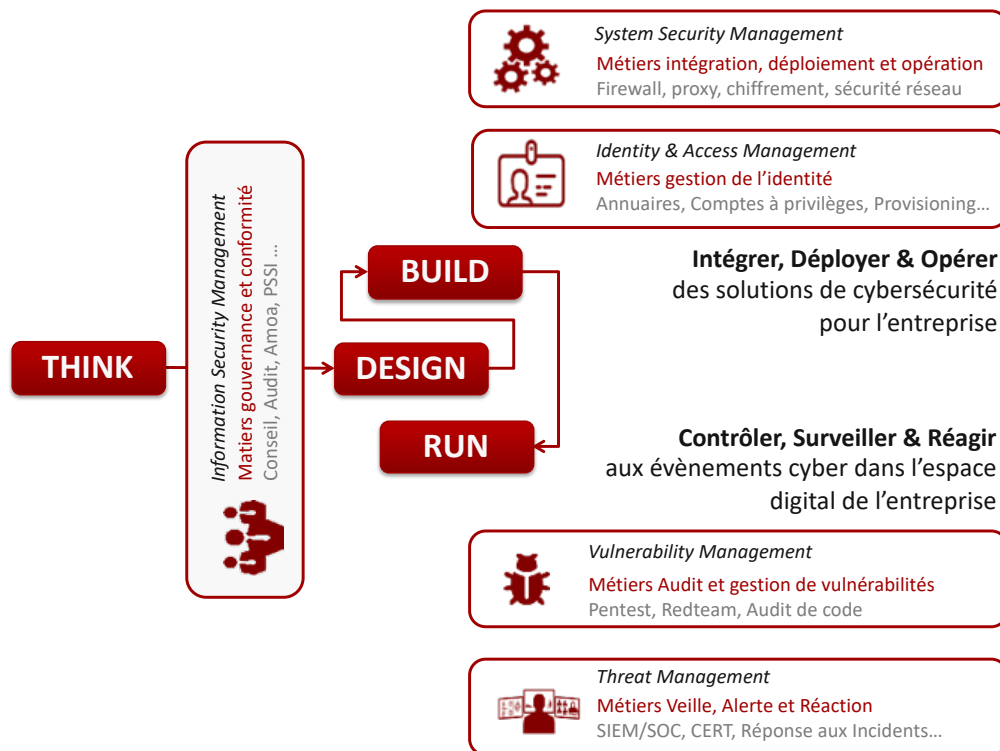 System Security Management
Métiers intégration, déploiement et opération
Firewall, proxy, chiffrement, sécurité réseau
Identity & Access Management
Métiers gestion de l’identité
Annuaires, Comptes à privilèges, Provisioning...
THINK
Information Security Management
Matiers gouvernance et conformité
Conseil, Audit, Amoa, PSSI ...
BUILD
DESIGN
RUN
Intégrer, Déployer & Opérer
des solutions de cybersécurité
pour l’entreprise
Contrôler, Surveiller & Réagir
aux évènements cyber dans l’espace
digital de l’entreprise
Vulnerability Management
Métiers Audit et gestion de vulnérabilités
Pentest, Redteam, Audit de code
Threat Management
Métiers Veille, Alerte et Réaction
SIEM/SOC, CERT, Réponse aux Incidents...